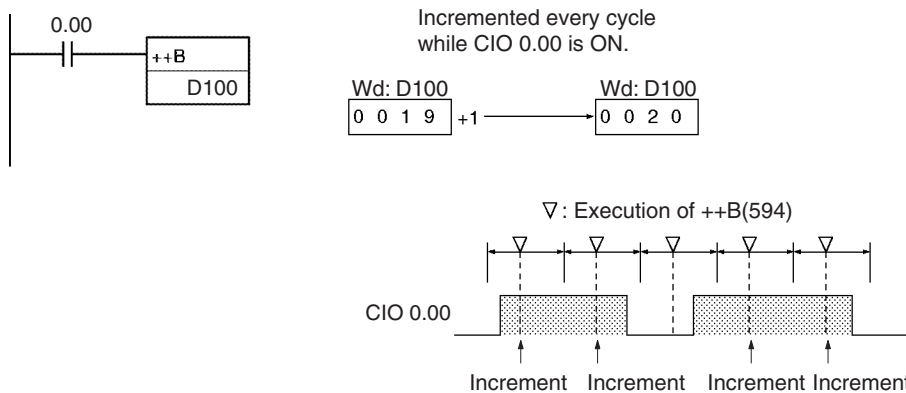 0.00
++B
D100
Incremented every cycle
while CIO 0.00 is ON.
Wd: D100 Wd: D100
0 0 1 9 +1 0 0 2 0
▽: Execution of ++B(594)
CIO 0.00
Increment Increment Increment Increment